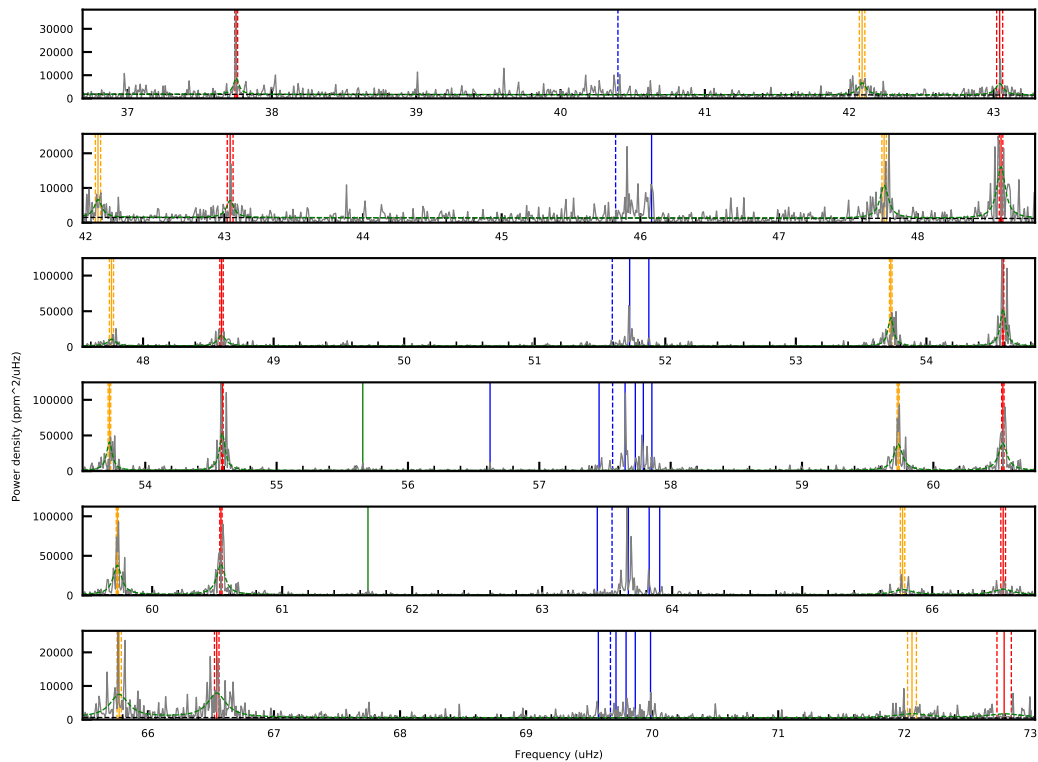 30000
20000
10000
0
37 38 39 40 41 42 43
20000
10000
0
42 43 44 45 46 47 48
100000
50000
0
48 49 50 51 52 53 54
Power density (ppm^2/uHz)
100000
50000
0
54 55 56 57 58 59 60
100000
50000
0
60 61 62 63 64 65 66
20000
10000
0
66 67 68 69 70 71 72 73
Frequency (uHz)